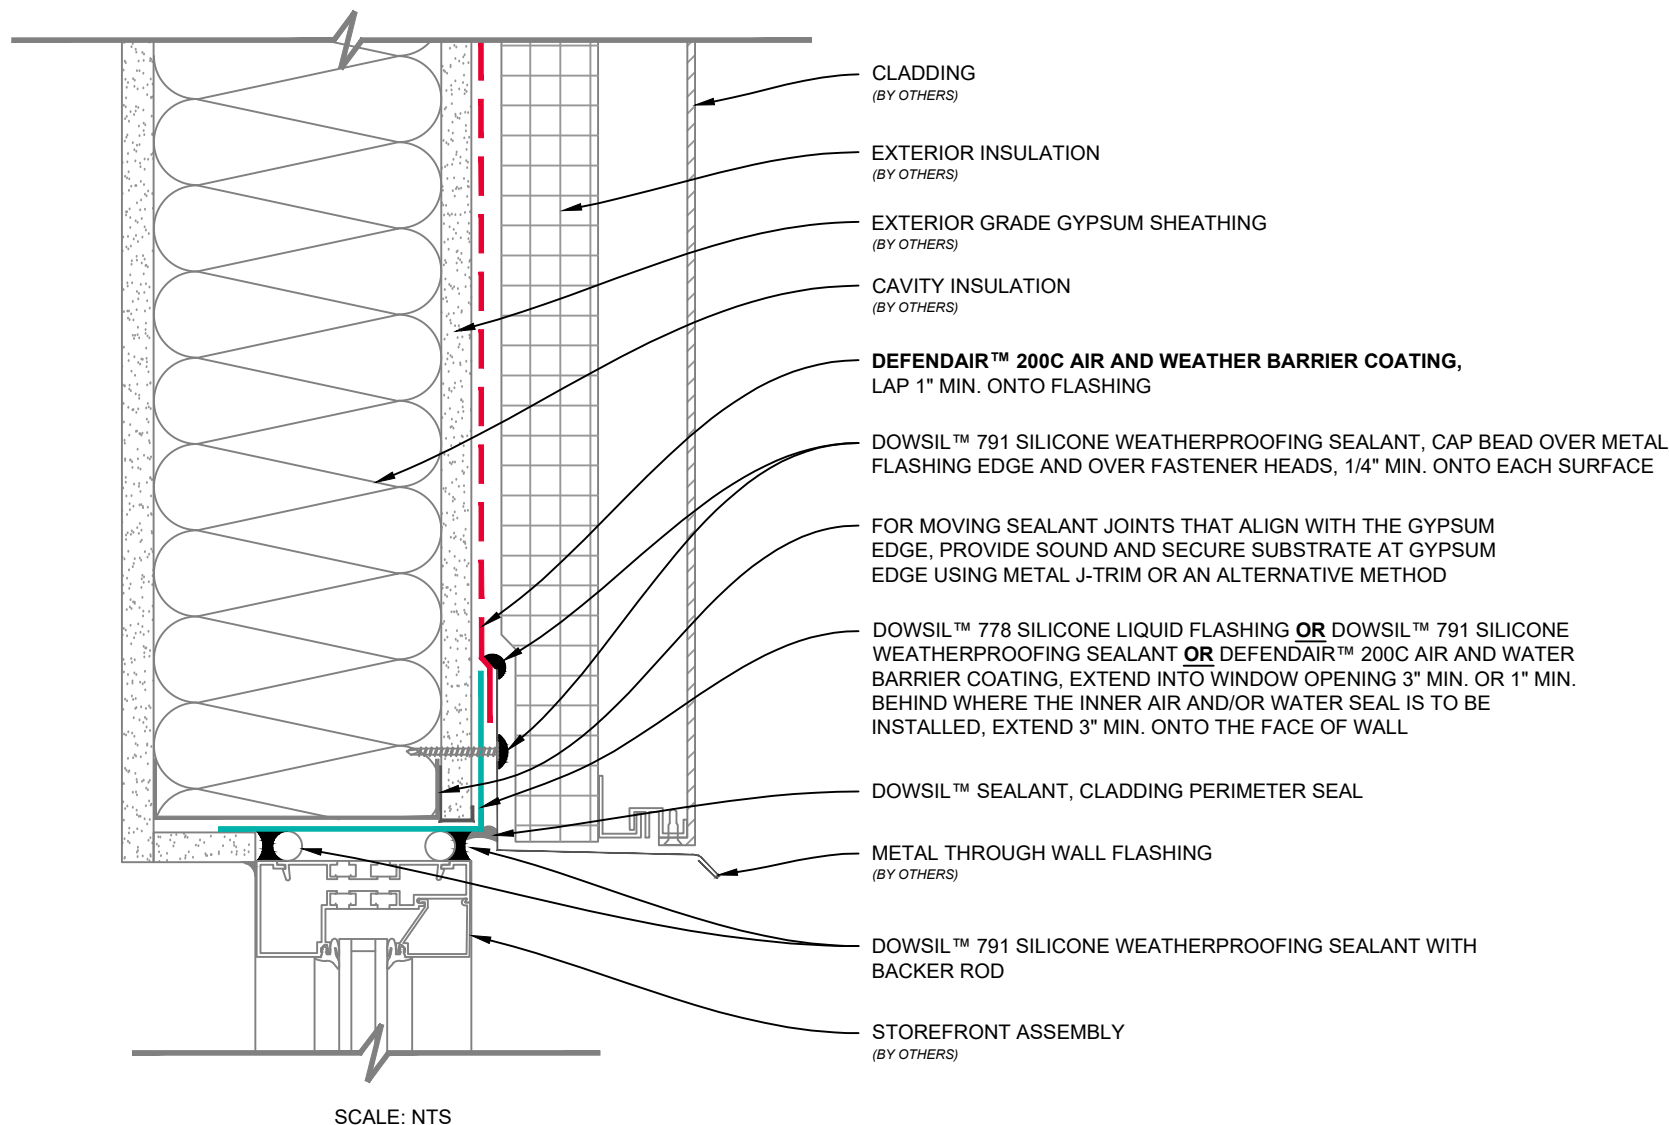 CLADDING
(BY OTHERS)
EXTERIOR INSULATION
(BY OTHERS)
EXTERIOR GRADE GYPSUM SHEATHING
(BY OTHERS)
CAVITY INSULATION
(BY OTHERS)
DEFENDAIR™ 200C AIR AND WEATHER BARRIER COATING,
LAP 1" MIN. ONTO FLASHING
DOWSIL™ 791 SILICONE WEATHERPROOFING SEALANT, CAP BEAD OVER METAL
FLASHING EDGE AND OVER FASTENER HEADS, 1/4" MIN. ONTO EACH SURFACE
FOR MOVING SEALANT JOINTS THAT ALIGN WITH THE GYPSUM
EDGE, PROVIDE SOUND AND SECURE SUBSTRATE AT GYPSUM
EDGE USING METAL J-TRIM OR AN ALTERNATIVE METHOD
DOWSIL™ 778 SILICONE LIQUID FLASHING OR DOWSIL™ 791 SILICONE
WEATHERPROOFING SEALANT OR DEFENDAIR™ 200C AIR AND WATER
BARRIER COATING, EXTEND INTO WINDOW OPENING 3" MIN. OR 1" MIN.
BEHIND WHERE THE INNER AIR AND/OR WATER SEAL IS TO BE
INSTALLED, EXTEND 3" MIN. ONTO THE FACE OF WALL
DOWSIL™ SEALANT, CLADDING PERIMETER SEAL
METAL THROUGH WALL FLASHING
(BY OTHERS)
DOWSIL™ 791 SILICONE WEATHERPROOFING SEALANT WITH
BACKER ROD
STOREFRONT ASSEMBLY
(BY OTHERS)
SCALE: NTS